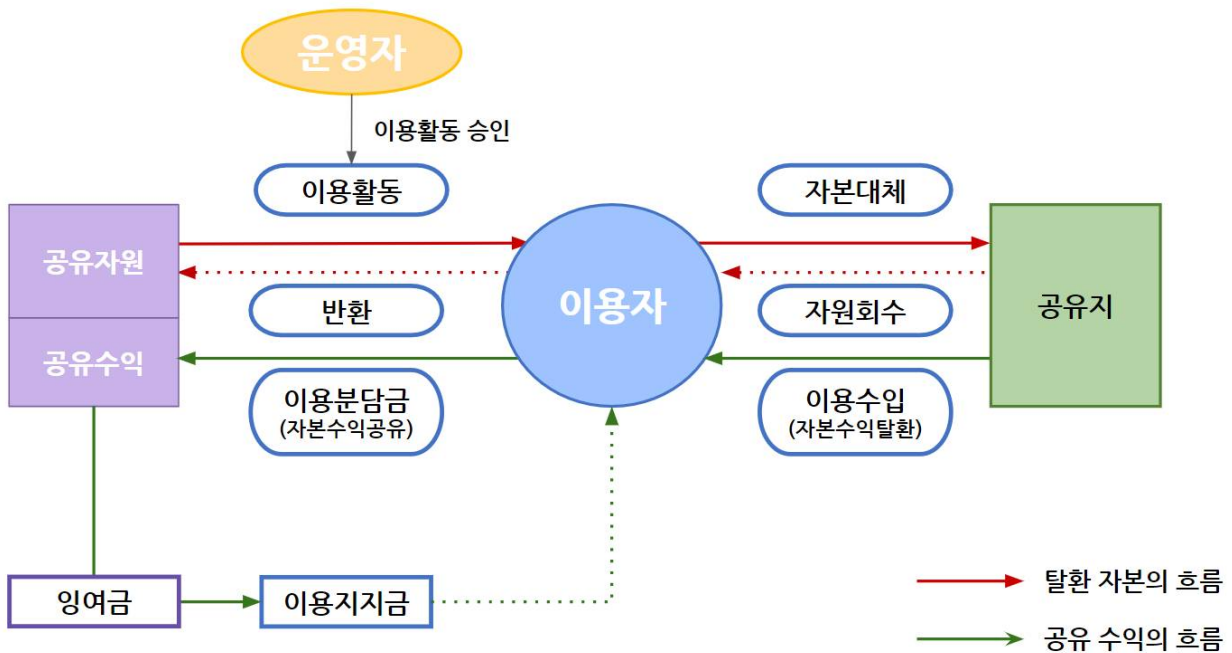 운영자
이용활동 승인
이용활동
자본대체
공유자원
이용자
공유지
반환
자원회수
공유수익
이용분담금
(자본수익공유)
이용수입
(자본수익탈환)
잉여금
이용지지금
탈환 자본의 흐름
공유 수익의 흐름